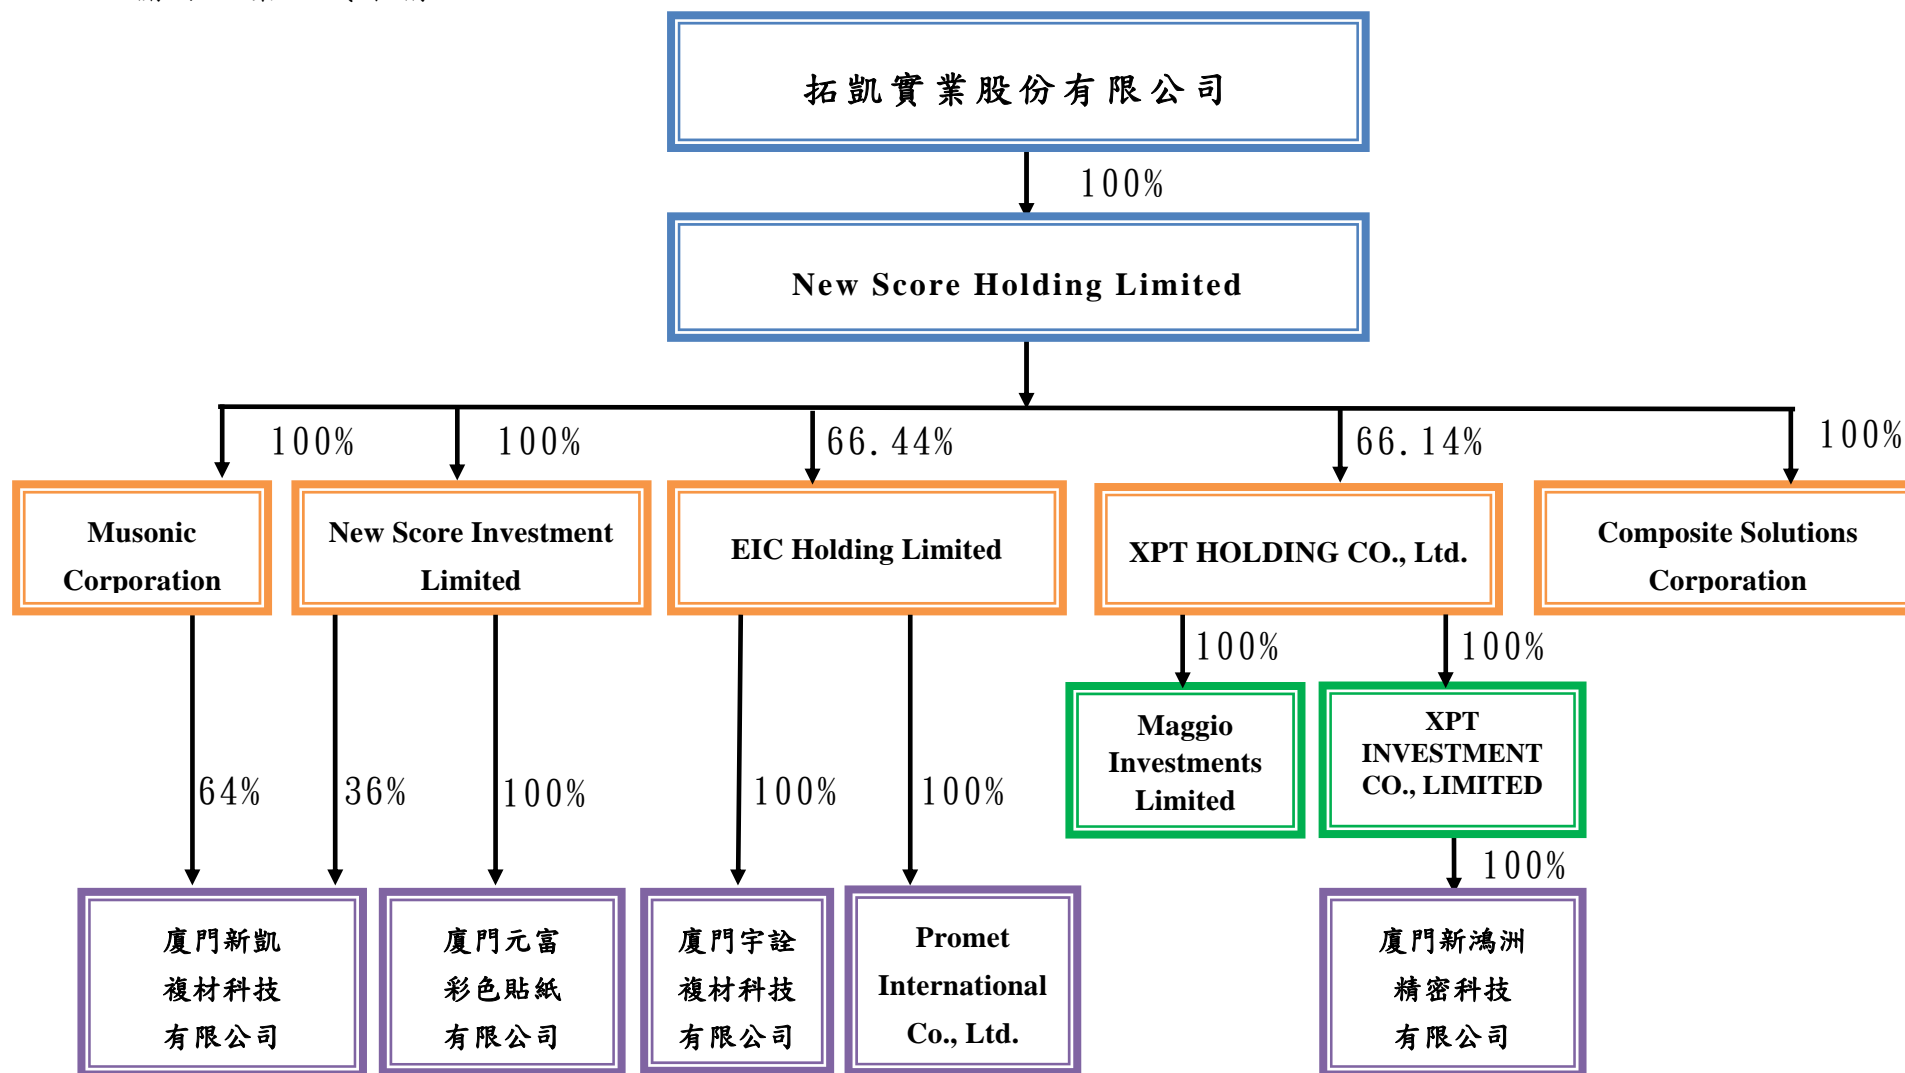 拓凱實業股份有限公司
100%
New Score Holding Limited
100%
100%
66.44%
66.14%
100%
Musonic
Corporation
New Score Investment
Limited
EIC Holding Limited
XPT HOLDING CO., Ltd.
Composite Solutions
Corporation
100%
100%
Maggio
Investments
Limited
XPT
INVESTMENT
CO., LIMITED
64%
36%
100%
100%
100%
100%
廈門新凱
複材科技
有限公司
廈門元富
彩色貼紙
有限公司
廈門宇詮
複材科技
有限公司
Promet
International
Co., Ltd.
廈門新鴻洲
精密科技
有限公司